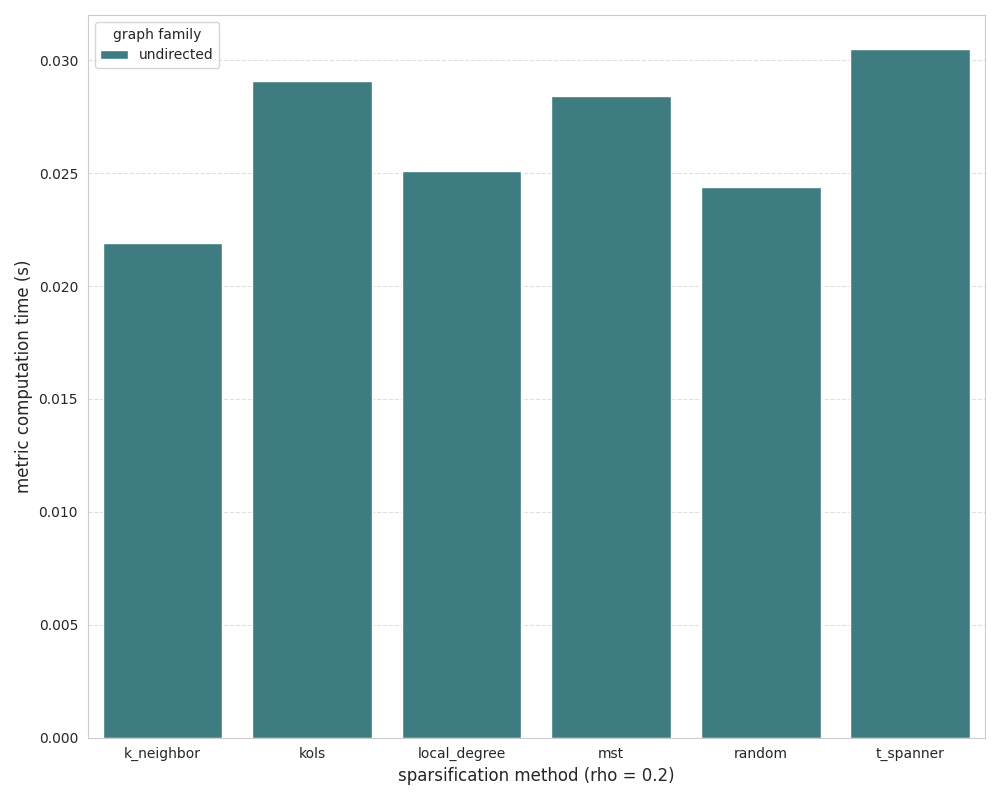 graph family
undirected
metric computation time (s)
0.030
0.025
0.020
0.015
0.010
0.005
0.000
k_neighbor kols local_degree mst random t_spanner
sparsification method (rho = 0.2)